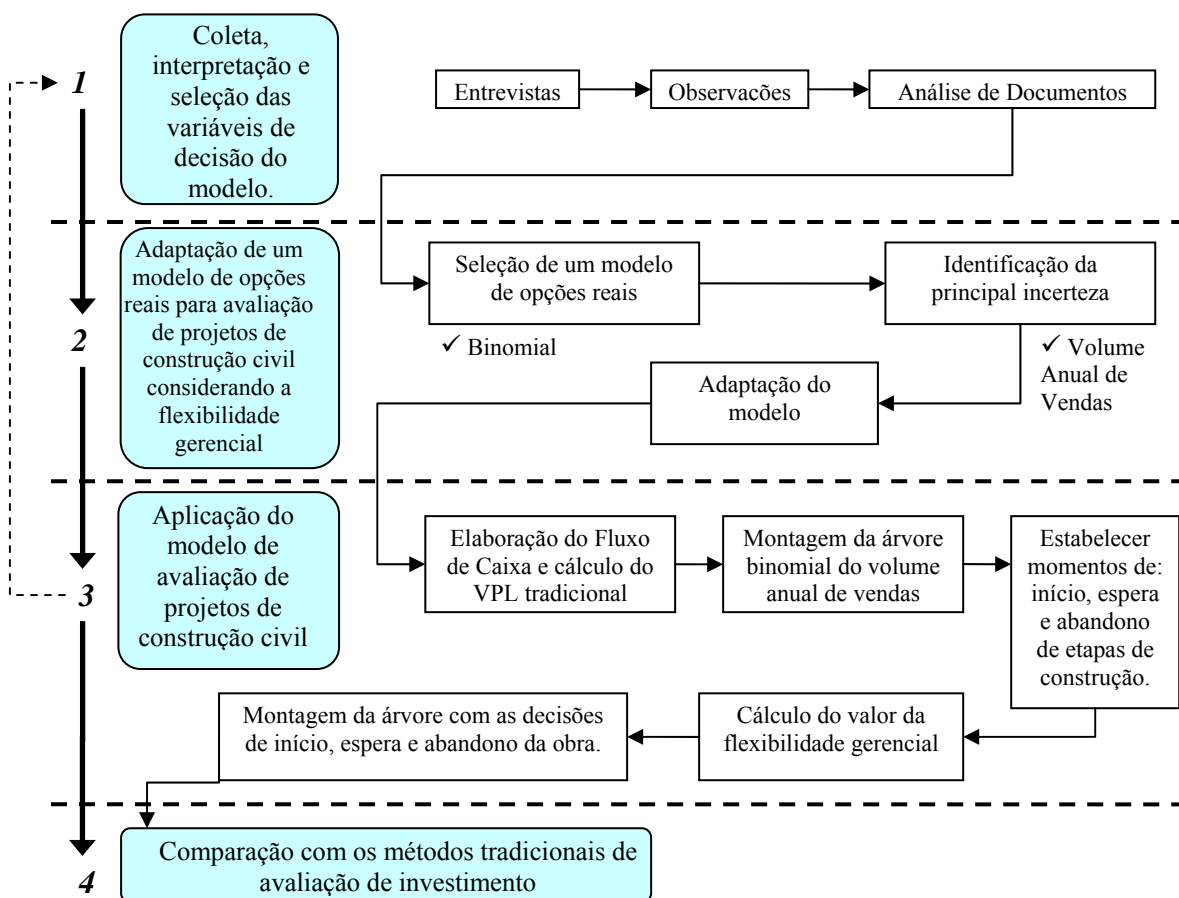 1
Coleta,
interpretação e
seleção das
variáveis de
decisão do
modelo.
Entrevistas
Observacões
Análise de Documentos
2
Adaptação de um
modelo de opções
reais para avaliação
de projetos de
construção civil
considerando a
flexibilidade
gerencial
Seleção de um modelo
de opções reais
✓ Binomial
Identificação da
principal incerteza
✓ Volume
Anual de
Vendas
Adaptação do
modelo
3
Aplicação do
modelo de
avaliação de
projetos de
construção civil
Elaboração do Fluxo
de Caixa e cálculo do
VPL tradicional
Montagem da árvore
binomial do volume
anual de vendas
Estabelecer
momentos de:
início, espera
e abandono
de etapas de
construção.
Cálculo do valor da
flexibilidade gerencial
Montagem da árvore com as decisões
de início, espera e abandono da obra.
4
Comparação com os métodos tradicionais de
avaliação de investimento